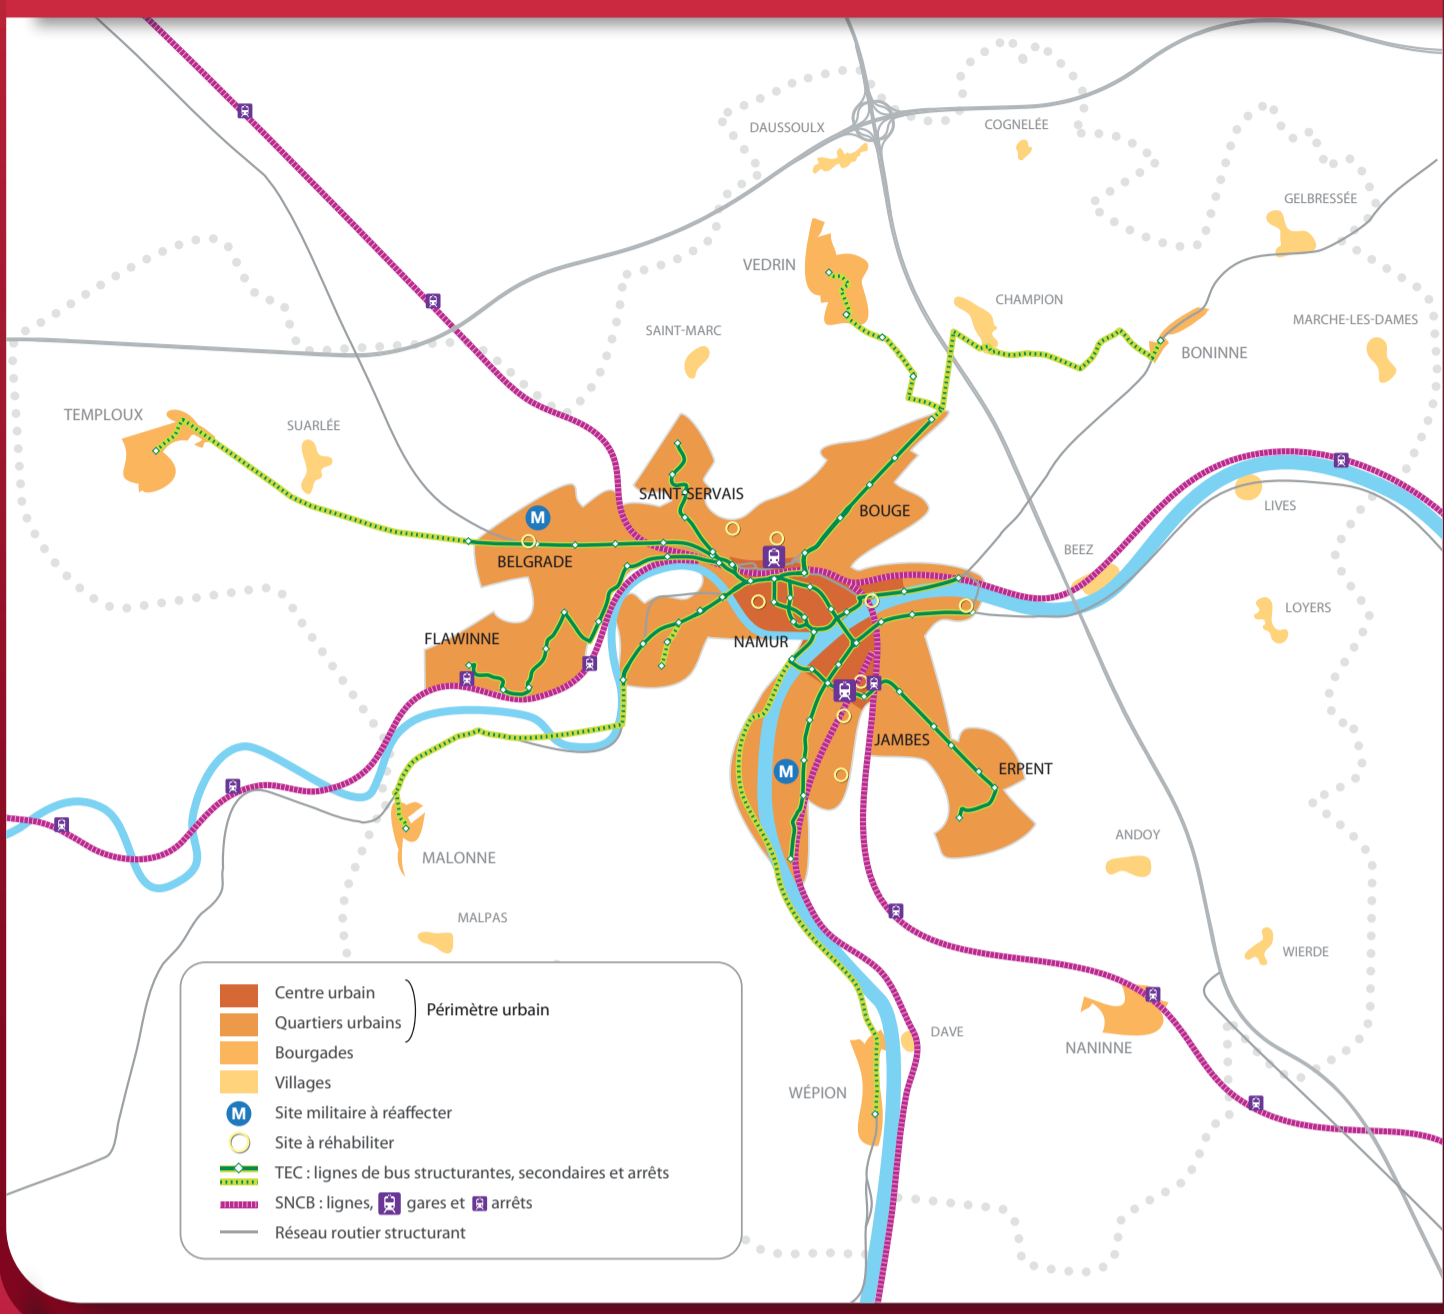 DAUSSOULX
COGNELÉE
GELBRESSÉE
VEDRIN
CHAMPION
SAINT-MARC
MARCHE-LES-DAMES
BONINNE
TEMPLOUX
SUARLÉE
SAINT-SERVAIS
BOUGE
LIVES
M
BELGRADE
BEEZ
LOYERS
FLAWINNE
NAMUR
JAMBES
M
ERPENT
ANDOY
MALONNE
MALPAS
WIERDE
DAVE
NANINNE
WÉPION
Centre urbain
Périmètre urbain
Quartiers urbains
Bourgades
Villages
M Site militaire à réaffecter
Site à réhabiliter
TEC : lignes de bus structurantes, secondaires et arrêts
SNCB : lignes, gares et arrêts
Réseau routier structurant